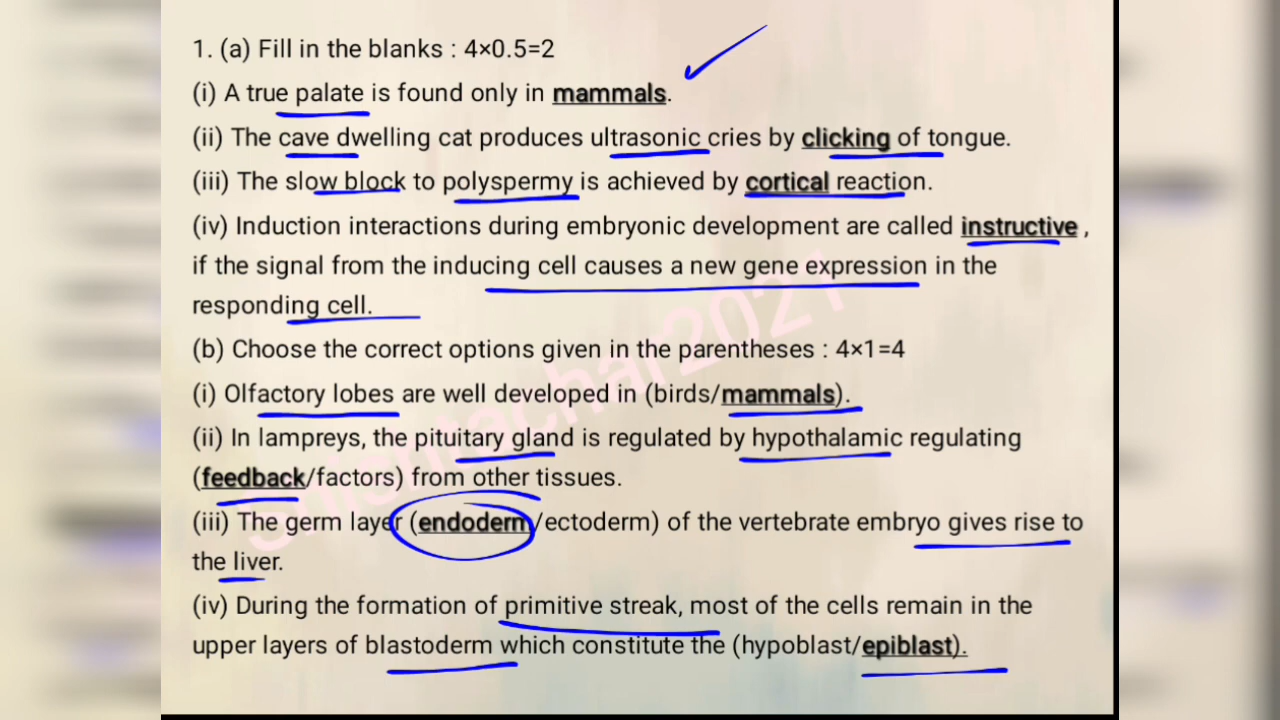 1. (a) Fill in the blanks : 4×0.5=2
(i) A true palate is found only in mammals.
(ii) The cave dwelling cat produces ultrasonic cries by clicking of tongue.
(iii) The slow block to polyspermy is achieved by cortical reaction.
(iv) Induction interactions during embryonic development are called instructive ,
if the signal from the inducing cell causes a new gene expression in the
responding cell.
(b) Choose the correct options given in the parentheses : 4×1=4
(i) Olfactory lobes are well developed in (birds/mammals).
(ii) In lampreys, the pituitary gland is regulated by hypothalamic regulating
(feedback/factors) from other tissues.
(iii) The germ layer (endoderm/ectoderm) of the vertebrate embryo gives rise to
the liver.
(iv) During the formation of primitive streak, most of the cells remain in the
upper layers of blastoderm which constitute the (hypoblast/epiblast).